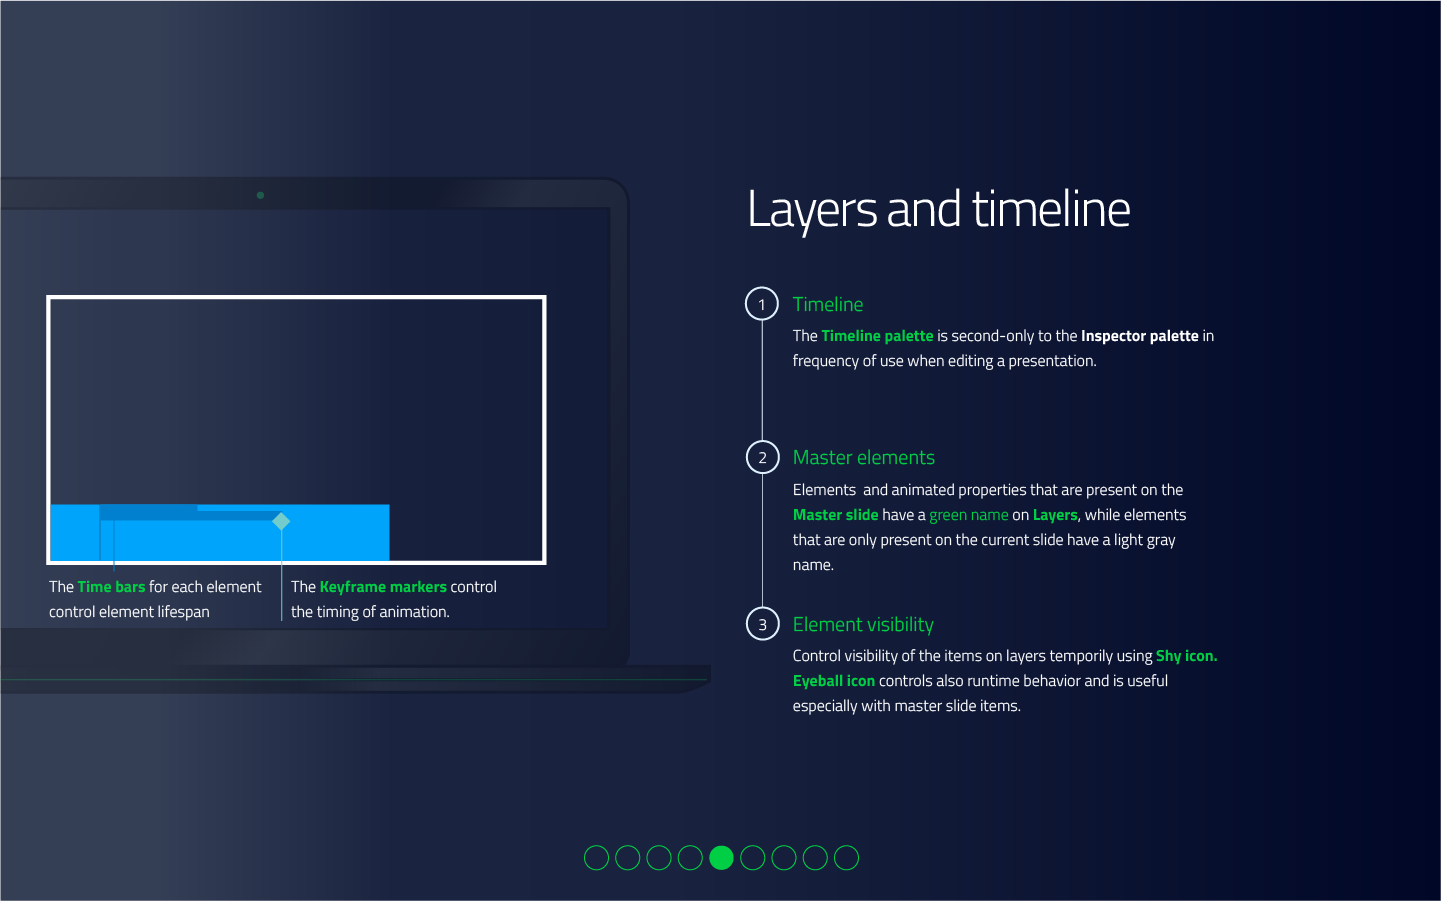 Layers and timeline
1
Timeline
The Timeline palette is second-only to the Inspector palette in
frequency of use when editing a presentation.
2
Master elements
Elements  and animated properties that are present on the
Master slide have a green name on Layers, while elements
that are only present on the current slide have a light gray
name.
3
Element visibility
Control visibility of the items on layers temporily using Shy icon.
Eyeball icon controls also runtime behavior and is useful
especially with master slide items.
The Time bars for each element
control element lifespan
The Keyframe markers control
the timing of animation.